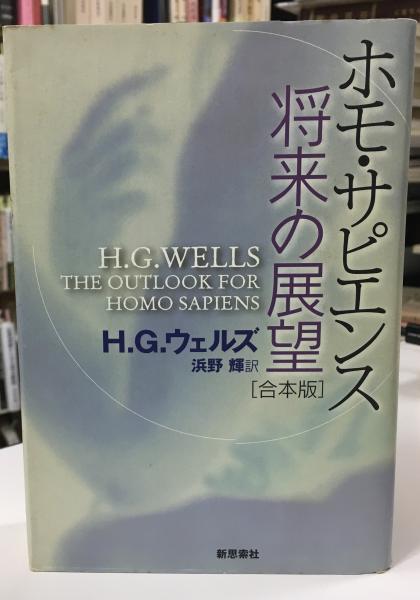 ホモ・サピエンス
将来の展望
[合本版]
H.G.WELLS
THE OUTLOOK FOR
HOMO SAPIENS
H.G.ウェルズ
浜野 輝訳
新思索社